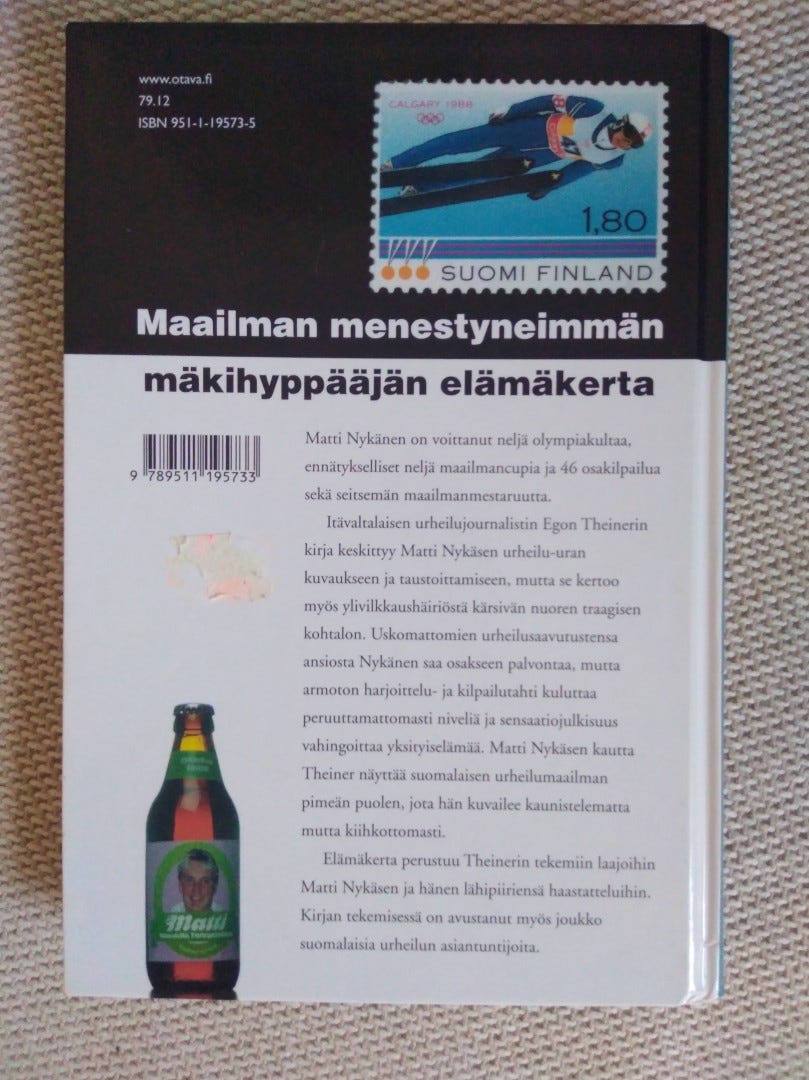 www.otava.fi
79.12
ISBN 951-1-19573-5
CALGARY 1988
1,80
SUOMI FINLAND
Maailman menestyneimmän
mäkihyppääjän elämäkerta
9 789511 195733
Matti Nykänen on voittanut neljä olympiakultaa,
ennätykselliset neljä maailmancupia ja 46 osakilpailua
sekä seitsemän maailmanmestaruutta.
Itävaltalaisen urheilujournalistin Egon Theinerin
kirja keskittyy Matti Nykäsen urheilu-uran
kuvaukseen ja taustoittamiseen, mutta se kertoo
myös ylivilkkaushäiriöstä kärsivän nuoren traagisen
kohtalon. Uskomattomien urheilusaavutustensa
ansiosta Nykänen saa osakseen palvontaa, mutta
armoton harjoittelu- ja kilpailutahti kuluttaa
peruuttamattomasti niveliä ja sensaatiojulkisuus
vahingoittaa yksityiselämää. Matti Nykäsen kautta
Theiner näyttää suomalaisen urheilumaailman
pimeän puolen, jota hän kuvailee kaunistelematta
mutta kiihkottomasti.
Elämäkerta perustuu Theinerin tekemiin laajoihin
Matti Nykäsen ja hänen lähipiiriensä haastatteluihin.
Kirjan tekemisessä on avustanut myös joukko
suomalaisia urheilun asiantuntijoita.
Matti